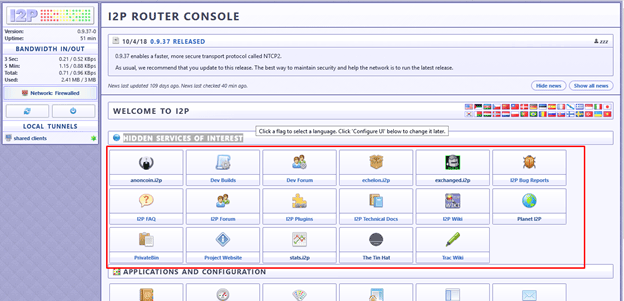 I2P
Version: 0.9.37-0
Uptime: 51 min
BANDWIDTH IN/OUT
3 Sec: 0.21 / 0.52 KBps
5 Min: 1.15 / 0.88 KBps
Total: 0.71 / 0.96 KBps
Used: 2.41 MB / 3 MB
Network: Firewalled
LOCAL TUNNELS
shared clients
I2P ROUTER CONSOLE
10/4/18 0.9.37 RELEASED
zzz
0.9.37 enables a faster, more secure transport protocol called NTCP2.
As usual, we recommend that you update to this release. The best way to maintain security and help the network is to run the latest release.
News last updated 109 days ago. News last checked 40 min ago.
Hide news Show all news
WELCOME TO I2P
Click a flag to select a language. Click 'Configure UI' below to change it later.
HIDDEN SERVICES OF INTEREST
anoncoin.i2p Dev Builds Dev Forum echelon.i2p exchanged.i2p I2P Bug Reports
I2P FAQ I2P Forum I2P Plugins I2P Technical Docs I2P Wiki Planet I2P
PrivateBin Project Website stats.i2p The Tin Hat Trac Wiki
APPLICATIONS AND CONFIGURATION